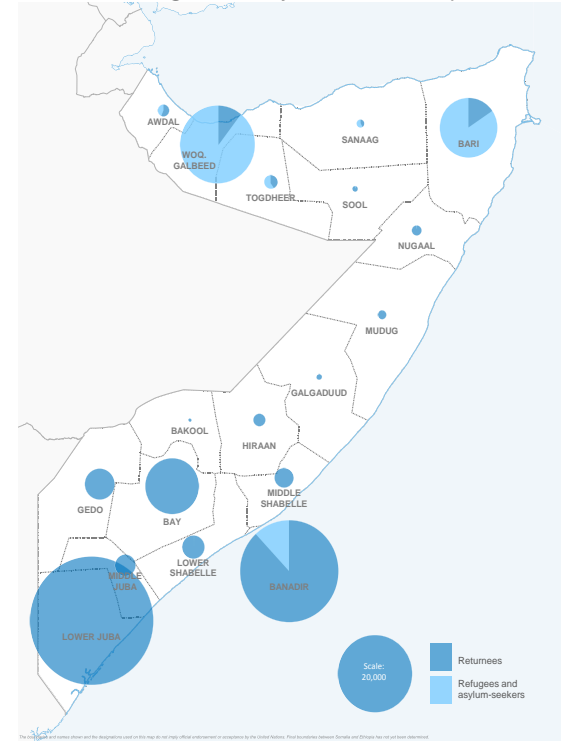 AWDAL
WOQ.
GALBEED
SANAAG
BARI
TOGDHEER
SOOL
NUGAAL
MUDUG
GALGADUUD
BAKOOL
HIRAAN
MIDDLE
SHABELLE
GEDO
BAY
LOWER
SHABELLE
MIDDLE
JUBA
BANADIR
LOWER JUBA
Scale:
20,000
Returnees
Refugees and
asylum-seekers
The boundaries and names shown and the designations used on this map do not imply official endorsement or acceptance by the United Nations. Final boundaries between Somalia and Ethiopia has not yet been determined.